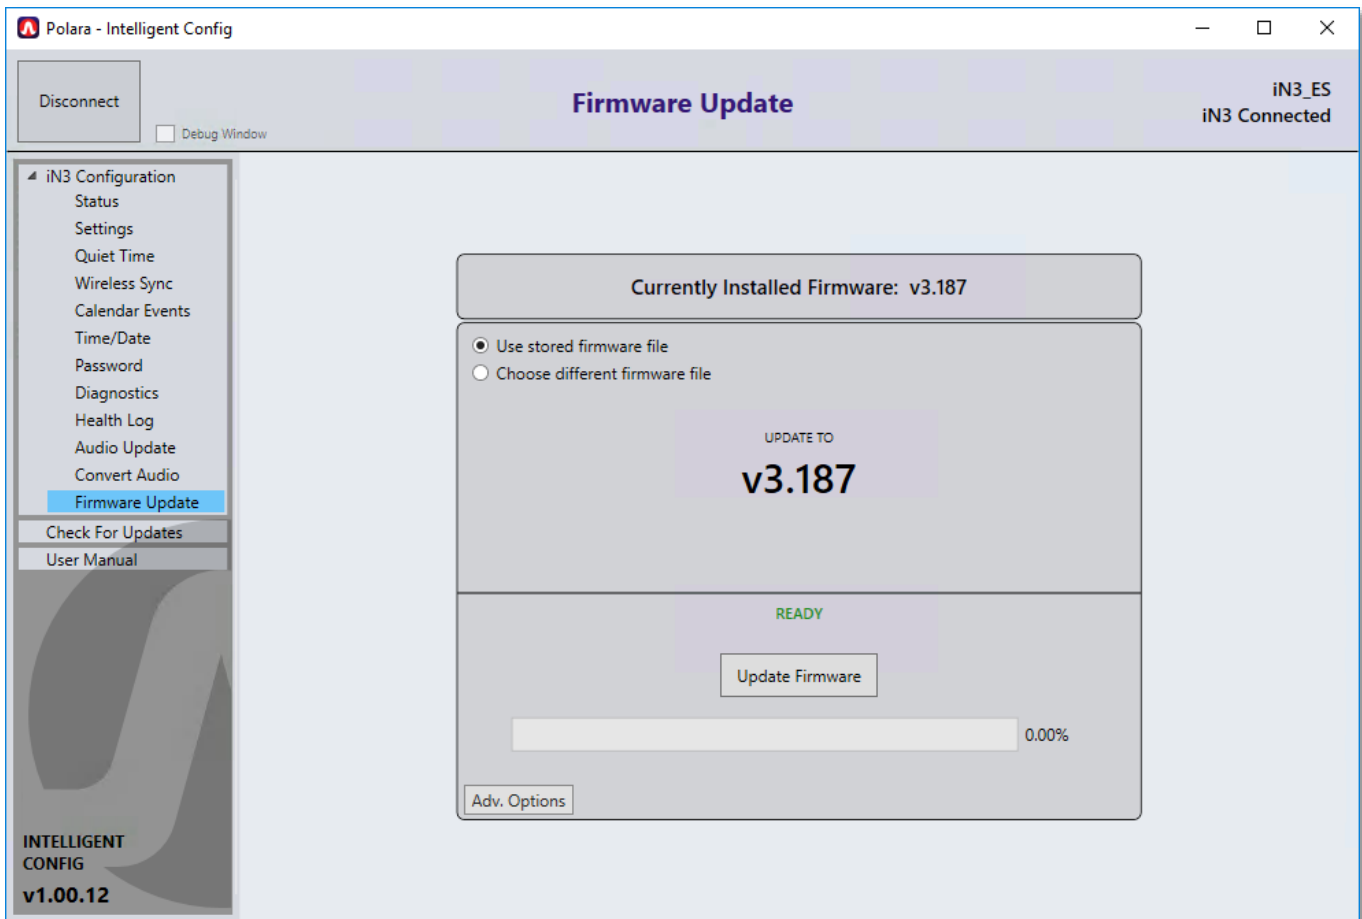 Polara - Intelligent Config
Disconnect
Debug Window
Firmware Update
iN3_ES
iN3 Connected
iN3 Configuration
Status
Settings
Quiet Time
Wireless Sync
Calendar Events
Time/Date
Password
Diagnostics
Health Log
Audio Update
Convert Audio
Firmware Update
Check For Updates
User Manual
INTELLIGENT
CONFIG
v1.00.12
Currently Installed Firmware: v3.187
Use stored firmware file
Choose different firmware file
UPDATE TO
v3.187
READY
Update Firmware
0.00%
Adv. Options